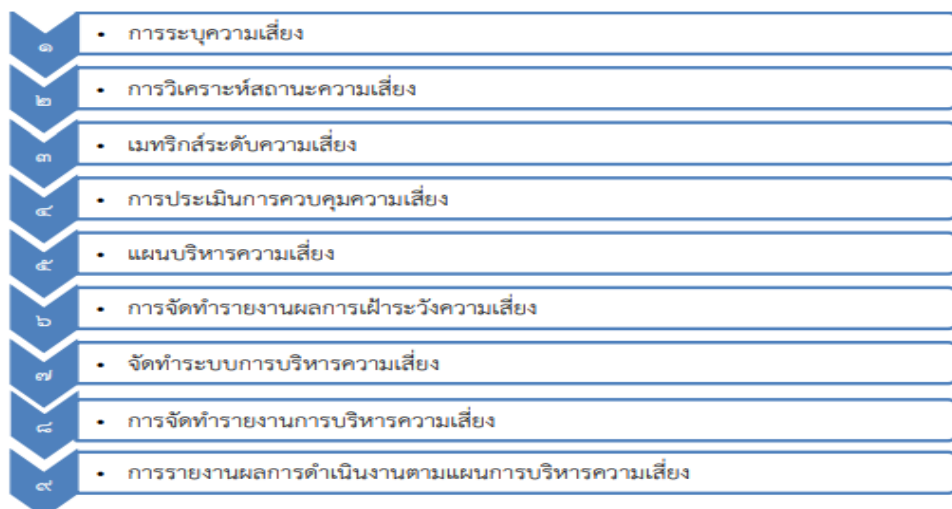 ๑ • การระบุความเสี่ยง
๒ • การวิเคราะห์สถานะความเสี่ยง
๓ • เมทริกส์ระดับความเสี่ยง
๔ • การประเมินการควบคุมความเสี่ยง
๕ • แผนบริหารความเสี่ยง
๖ • การจัดทำรายงานผลการเฝ้าระวังความเสี่ยง
๗ • จัดทำระบบการบริหารความเสี่ยง
๘ • การจัดทำรายงานการบริหารความเสี่ยง
๙ • การรายงานผลการดำเนินงานตามแผนการบริหารความเสี่ยง